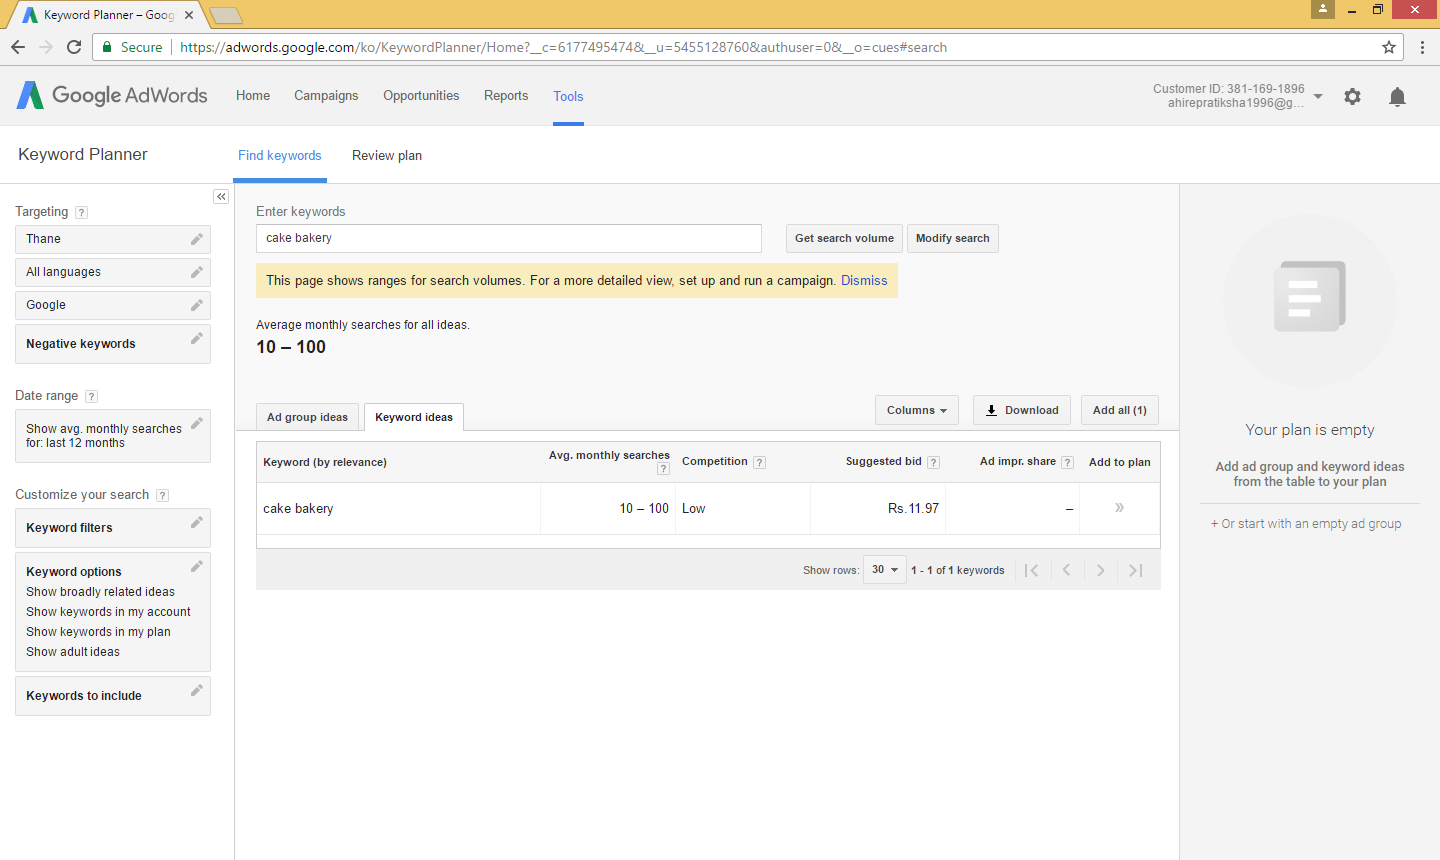 Keyword Planner – Goog
Secure
https://adwords.google.com/ko/KeywordPlanner/Home?__c=6177495474&__u=5455128760&authuser=0&__o=cues#search
Google AdWords
Home
Campaigns
Opportunities
Reports
Tools
Customer ID: 381-169-1896
ahirepratiksha1996@g...
Keyword Planner
Find keywords
Review plan
Targeting ?
Thane
All languages
Google
Negative keywords
Date range ?
Show avg. monthly searches
for: last 12 months
Customize your search ?
Keyword filters
Keyword options
Show broadly related ideas
Show keywords in my account
Show keywords in my plan
Show adult ideas
Keywords to include
Enter keywords
cake bakery
Get search volume
Modify search
This page shows ranges for search volumes. For a more detailed view, set up and run a campaign. Dismiss
Average monthly searches for all ideas.
10 – 100
Ad group ideas
Keyword ideas
Columns
Download
Add all (1)
Keyword (by relevance)
Avg. monthly searches
?
Competition ?
Suggested bid ?
Ad impr. share ?
Add to plan
cake bakery
10 – 100
Low
Rs.11.97
–
»
Show rows: 30
1 - 1 of 1 keywords
Your plan is empty
Add ad group and keyword ideas
from the table to your plan
+ Or start with an empty ad group